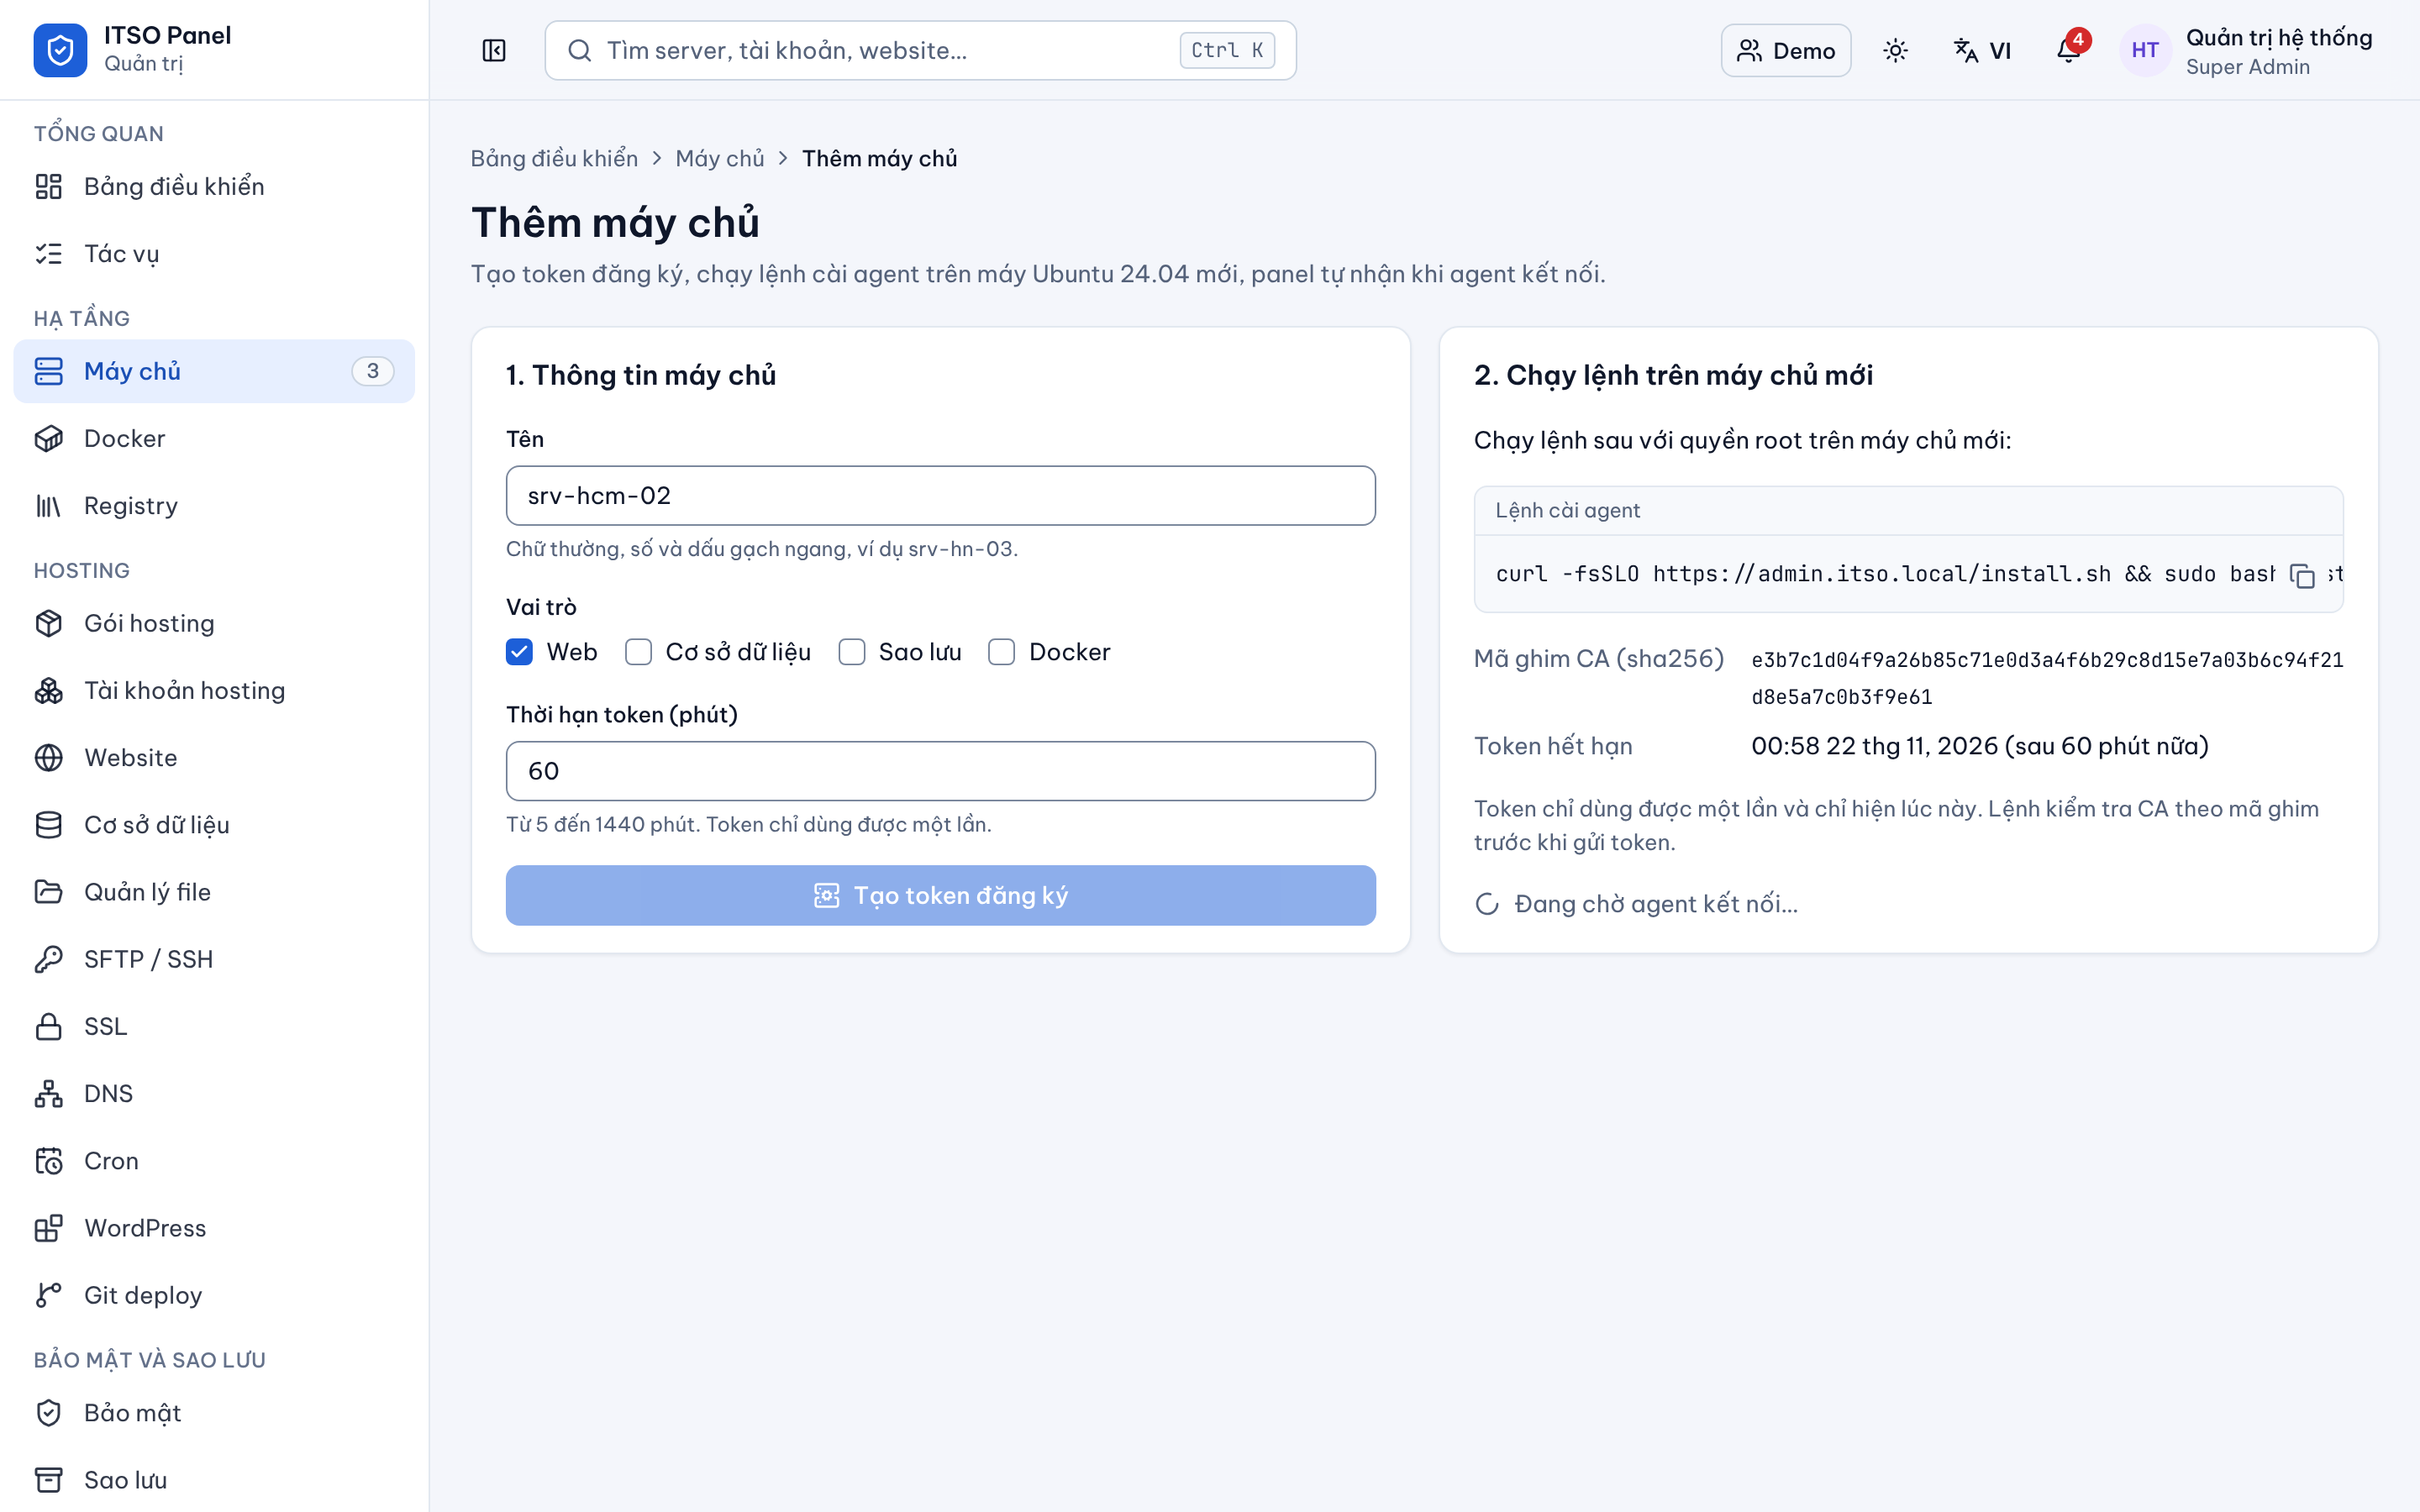 ITSO Panel
Quản trị
Tìm server, tài khoản, website...
Ctrl K
Demo
VI
4
HT
Quản trị hệ thống
Super Admin
TỔNG QUAN
Bảng điều khiển
Tác vụ
HẠ TẦNG
Máy chủ
3
Docker
Registry
HOSTING
Gói hosting
Tài khoản hosting
Website
Cơ sở dữ liệu
Quản lý file
SFTP / SSH
SSL
DNS
Cron
WordPress
Git deploy
BẢO MẬT VÀ SAO LƯU
Bảo mật
Sao lưu
Bảng điều khiển > Máy chủ > Thêm máy chủ
Thêm máy chủ
Tạo token đăng ký, chạy lệnh cài agent trên máy Ubuntu 24.04 mới, panel tự nhận khi agent kết nối.
1. Thông tin máy chủ
Tên
srv-hcm-02
Chữ thường, số và dấu gạch ngang, ví dụ srv-hn-03.
Vai trò
Web
Cơ sở dữ liệu
Sao lưu
Docker
Thời hạn token (phút)
60
Từ 5 đến 1440 phút. Token chỉ dùng được một lần.
Tạo token đăng ký
2. Chạy lệnh trên máy chủ mới
Chạy lệnh sau với quyền root trên máy chủ mới:
Lệnh cài agent
curl -fsSLO https://admin.itso.local/install.sh && sudo bash
Mã ghim CA (sha256)
e3b7c1d04f9a26b85c71e0d3a4f6b29c8d15e7a03b6c94f21
d8e5a7c0b3f9e61
Token hết hạn
00:58 22 thg 11, 2026 (sau 60 phút nữa)
Token chỉ dùng được một lần và chỉ hiện lúc này. Lệnh kiểm tra CA theo mã ghim
trước khi gửi token.
Đang chờ agent kết nối...